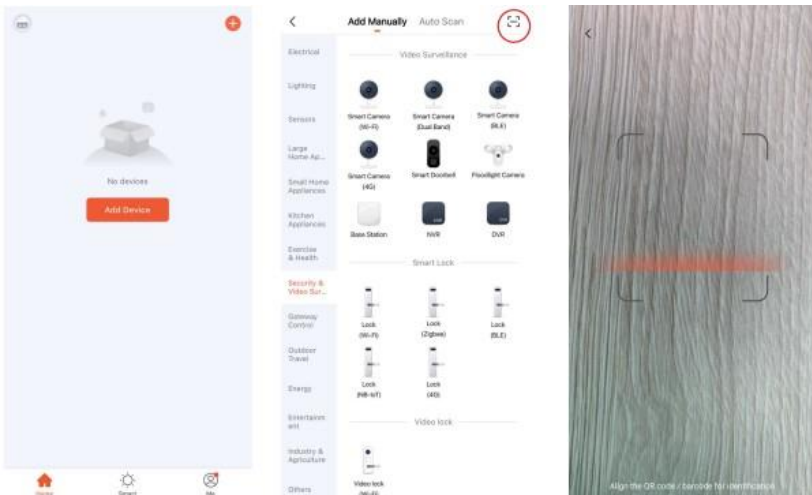 No devices
Add Device
Home
Smart
Me
Add Manually
Auto Scan
Electrical
Lighting
Sensors
Large
Home Ap...
Small Home
Appliances
Kitchen
Appliances
Exercise
& Health
Security &
Video Sur...
Gateway
Control
Outdoor
Travel
Energy
Entertainm
ent
Industry &
Agriculture
Others
Video Surveillance
Smart Camera
(Wi-Fi)
Smart Camera
(Dual Band)
Smart Camera
(BLE)
Smart Camera
(4G)
Smart Doorbell
Floodlight Camera
Base Station
NVR
DVR
Smart Lock
Lock
(Wi-Fi)
Lock
(Zigbee)
Lock
(BLE)
Lock
(NB-IoT)
Lock
(4G)
Video lock
Video lock
(Wi-Fi)
Align the QR code / barcode for identification